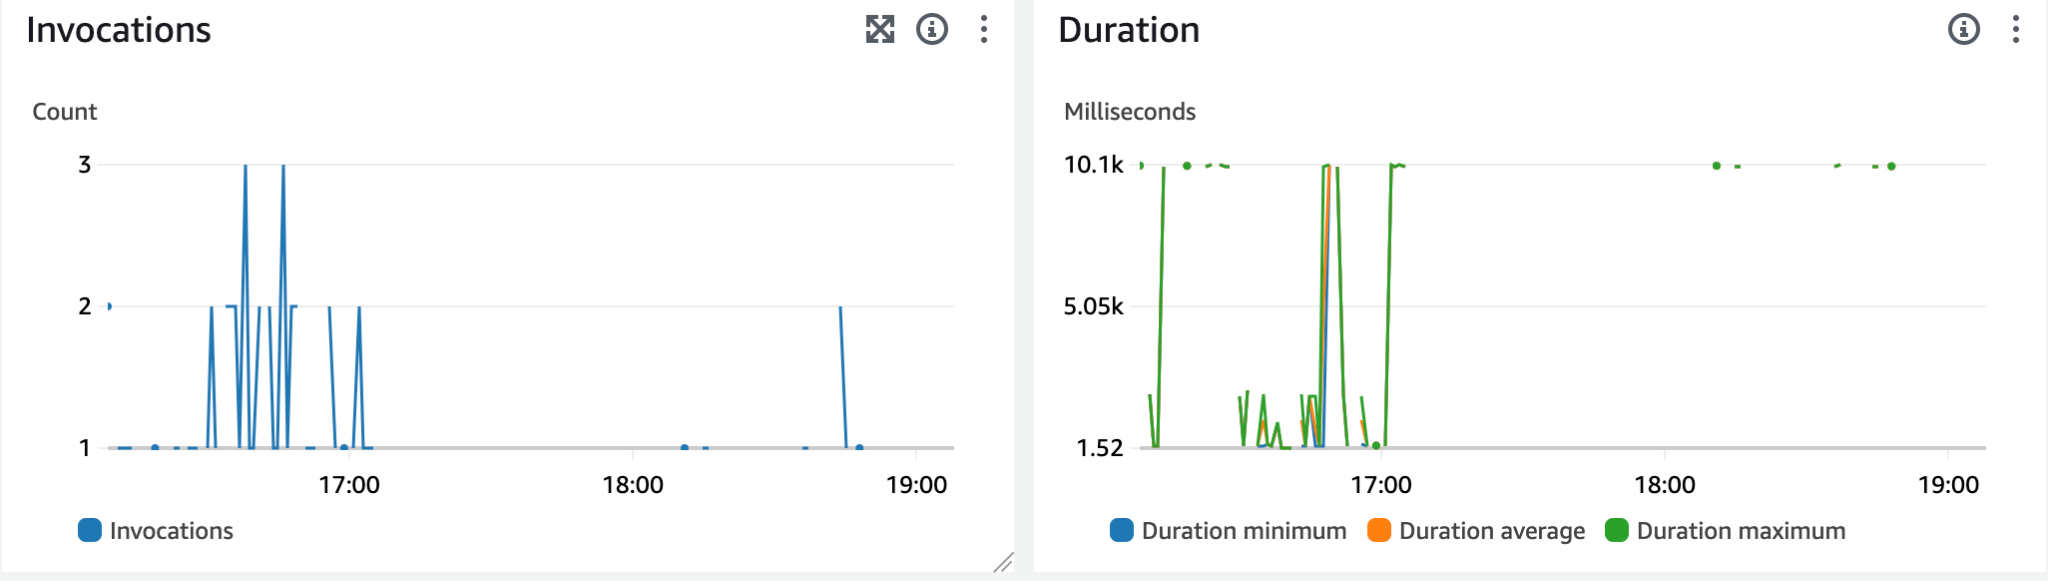 Invocations
Count
3
2
1
17:00 18:00 19:00
Invocations
Duration
Milliseconds
10.1k
5.05k
1.52
17:00 18:00 19:00
Duration minimum Duration average Duration maximum